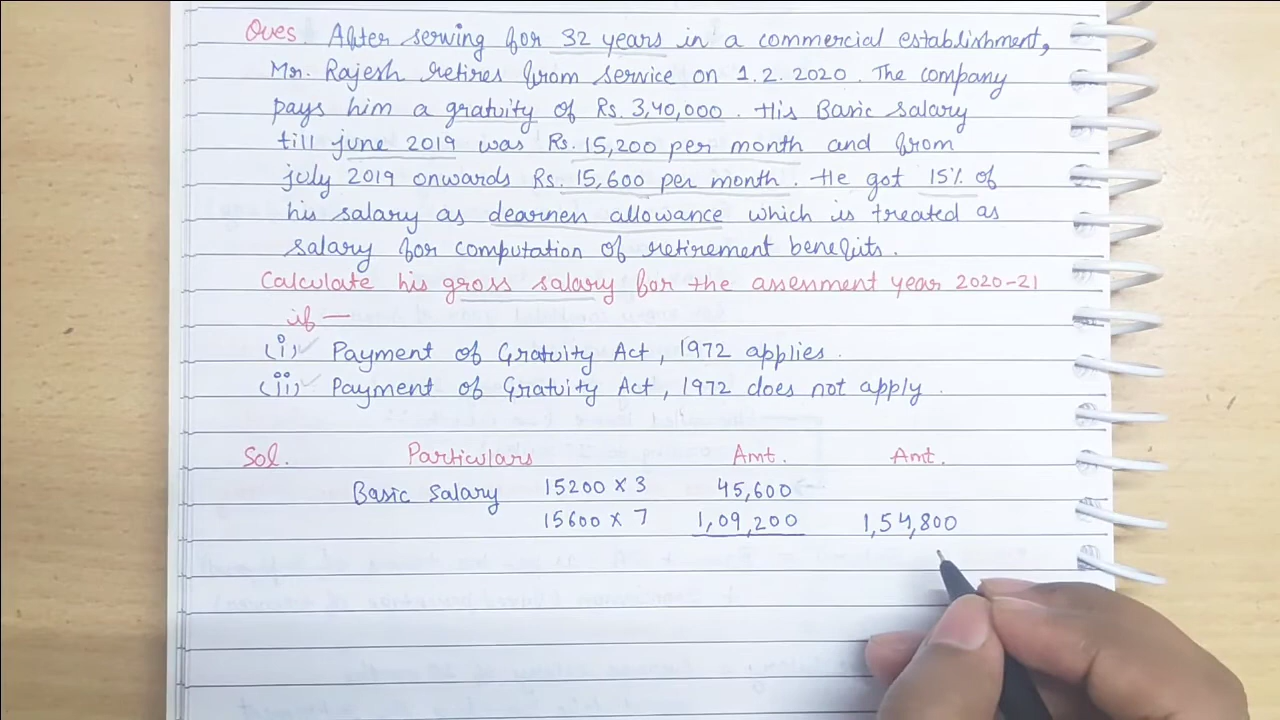 Ques. After serving for 32 years in a commercial establishment,
Mr. Rajesh retires from service on 1.2.2020. The company
pays him a gratuity of Rs. 3,40,000. His Basic Salary
till june 2019 was Rs. 15,200 per month and from
july 2019 onwards Rs. 15,600 per month. He got 15% of
his salary as dearness allowance which is treated as
salary for computation of retirement benefits.
Calculate his gross salary for the assessment year 2020-21
if —
(i) Payment of Gratuity Act, 1972 applies.
(ii) Payment of Gratuity Act, 1972 does not apply.
Sol. Particulars Amt. Amt.
Basic Salary 15200 × 3 45,600
15600 × 7 1,09,200 1,54,800